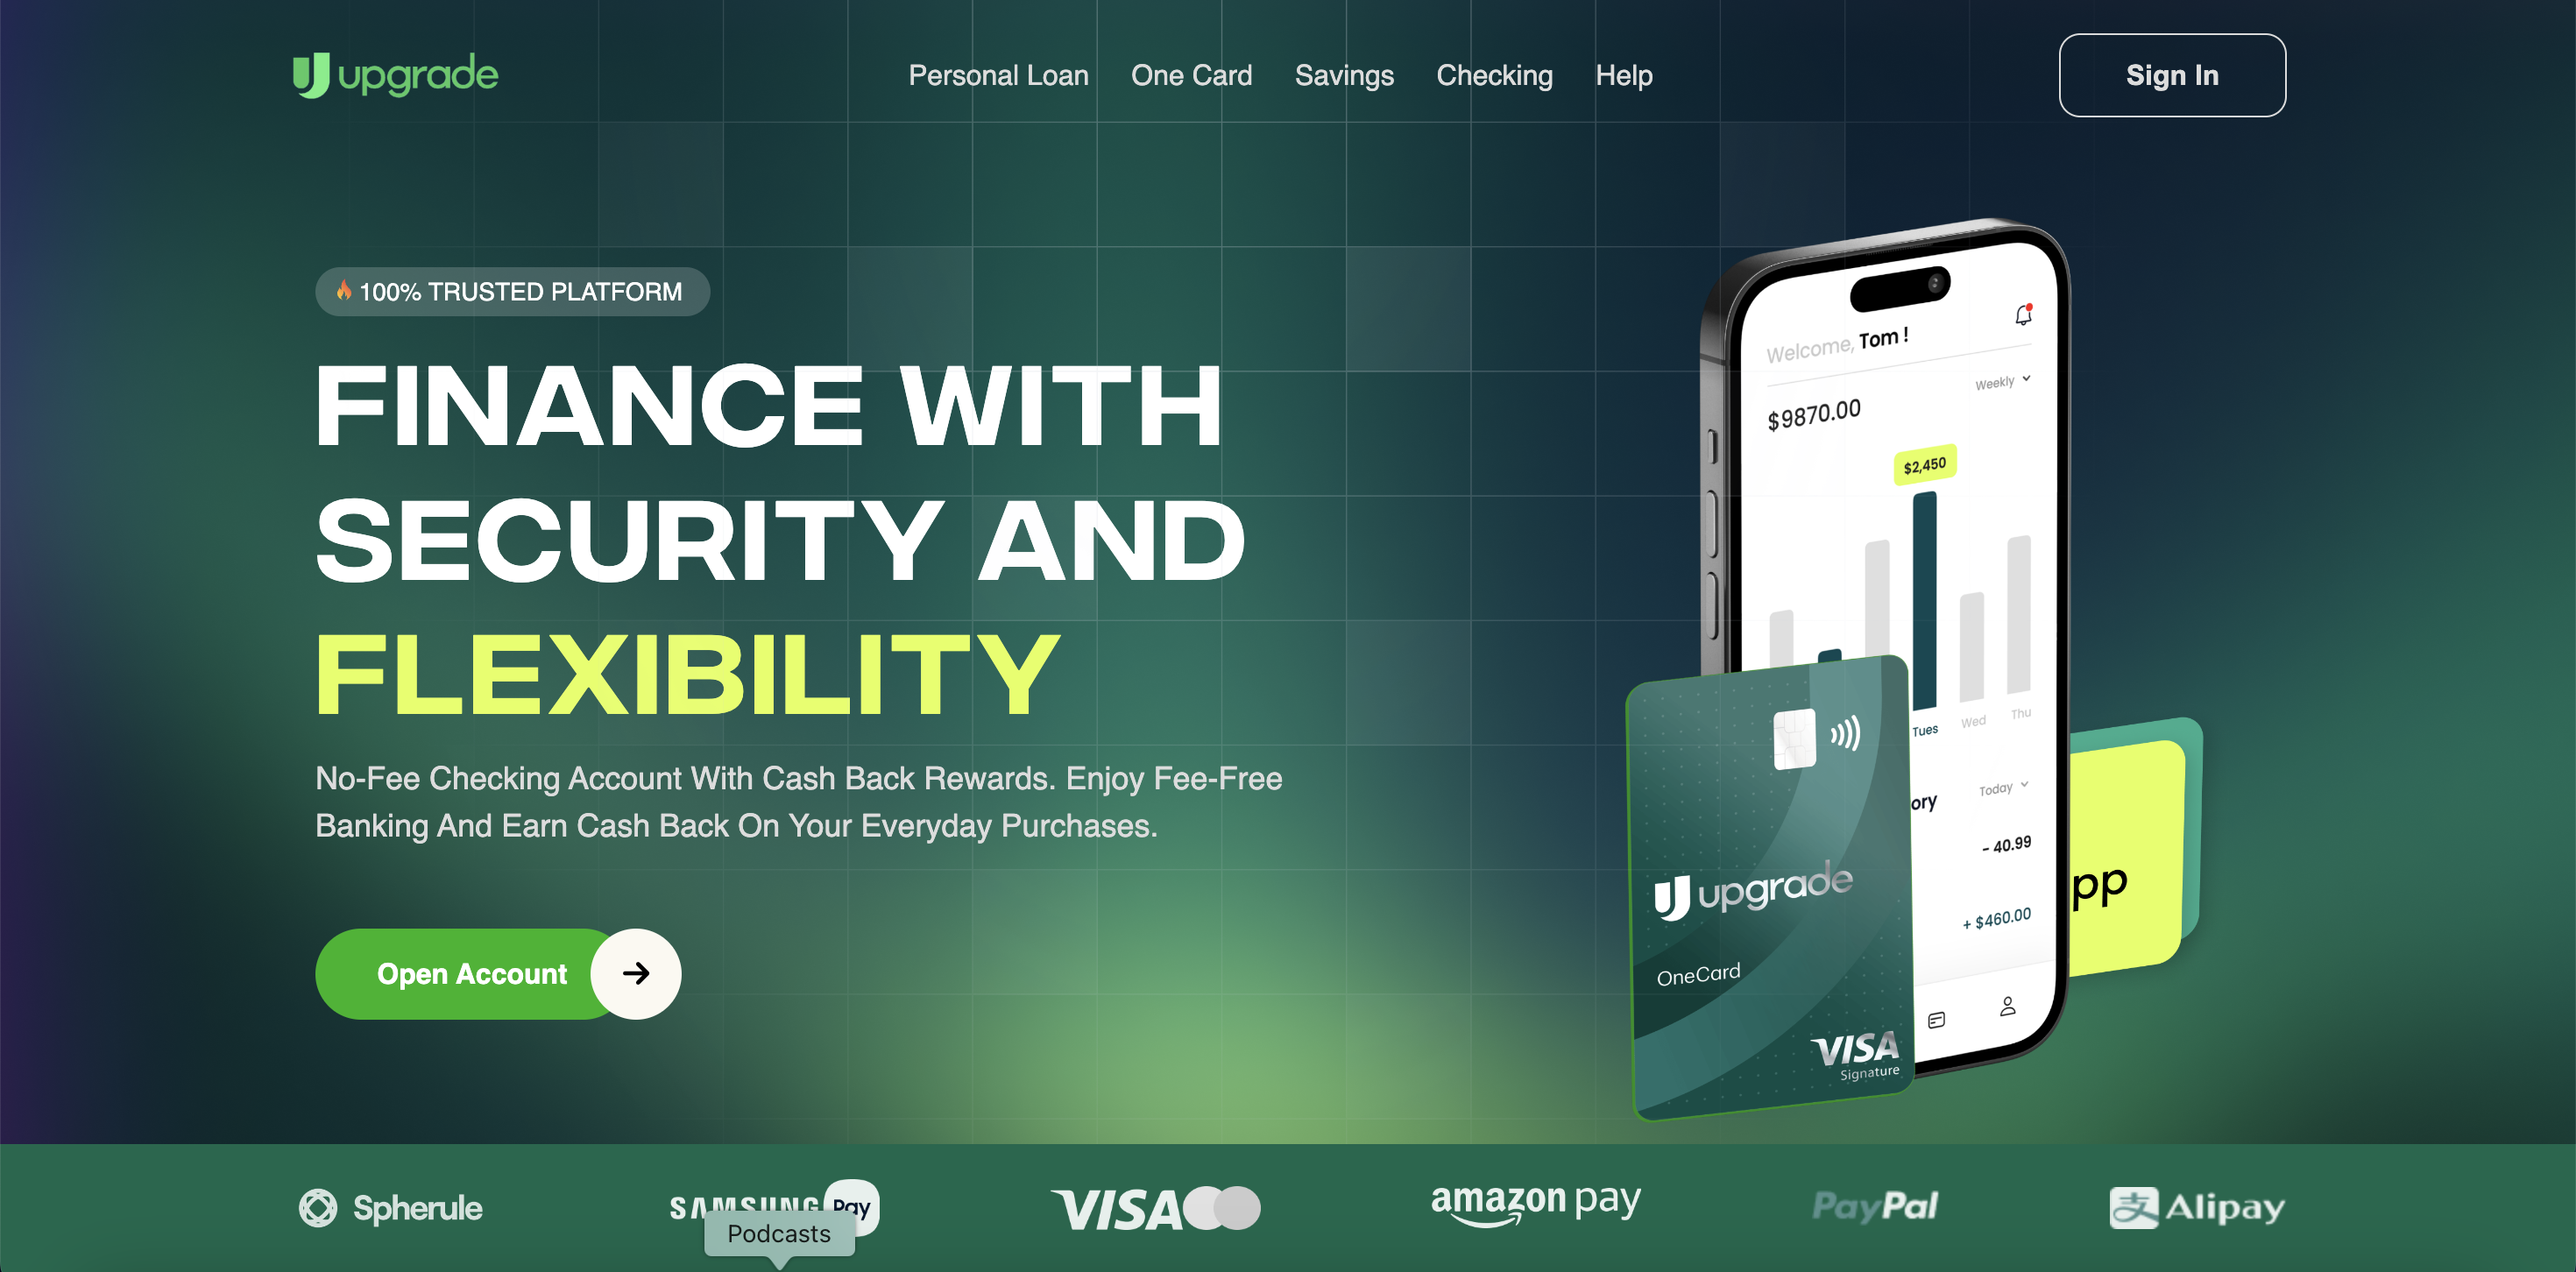 upgrade
Personal Loan
One Card
Savings
Checking
Help
Sign In
🔥 100% TRUSTED PLATFORM
FINANCE WITH
SECURITY AND
FLEXIBILITY
No-Fee Checking Account With Cash Back Rewards. Enjoy Fee-Free
Banking And Earn Cash Back On Your Everyday Purchases.
Open Account
Welcome, Tom !
Weekly
$9870.00
$2,450
Tues
Wed
Thu
ory
Today
- 40.99
+ $460.00
pp
upgrade
OneCard
VISA
Signature
Spherule
SAMSUNG Pay
VISA
amazon pay
PayPal
支 Alipay
Podcasts